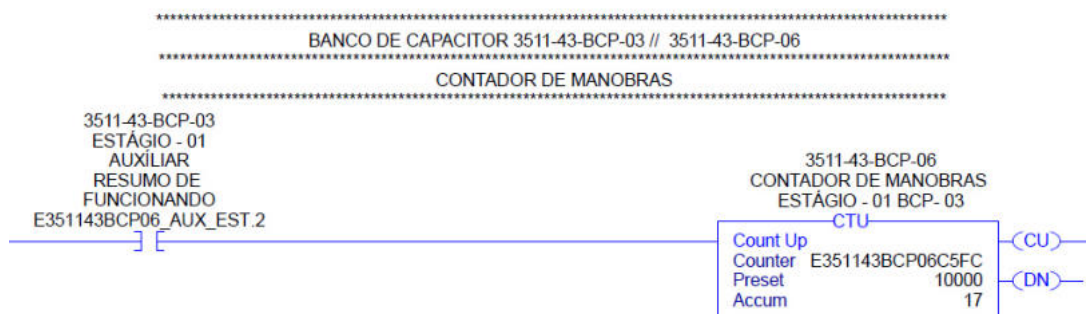 ****************************************************************************************************************
BANCO DE CAPACITOR 3511-43-BCP-03 // 3511-43-BCP-06
****************************************************************************************************************
CONTADOR DE MANOBRAS
****************************************************************************************************************
3511-43-BCP-03
ESTÁGIO - 01
AUXÍLIAR
RESUMO DE
FUNCIONANDO
E351143BCP06_AUX_EST.2
3511-43-BCP-06
CONTADOR DE MANOBRAS
ESTÁGIO - 01 BCP- 03
CTU
Count Up
CU
Counter E351143BCP06C5FC
Preset 10000
DN
Accum 17